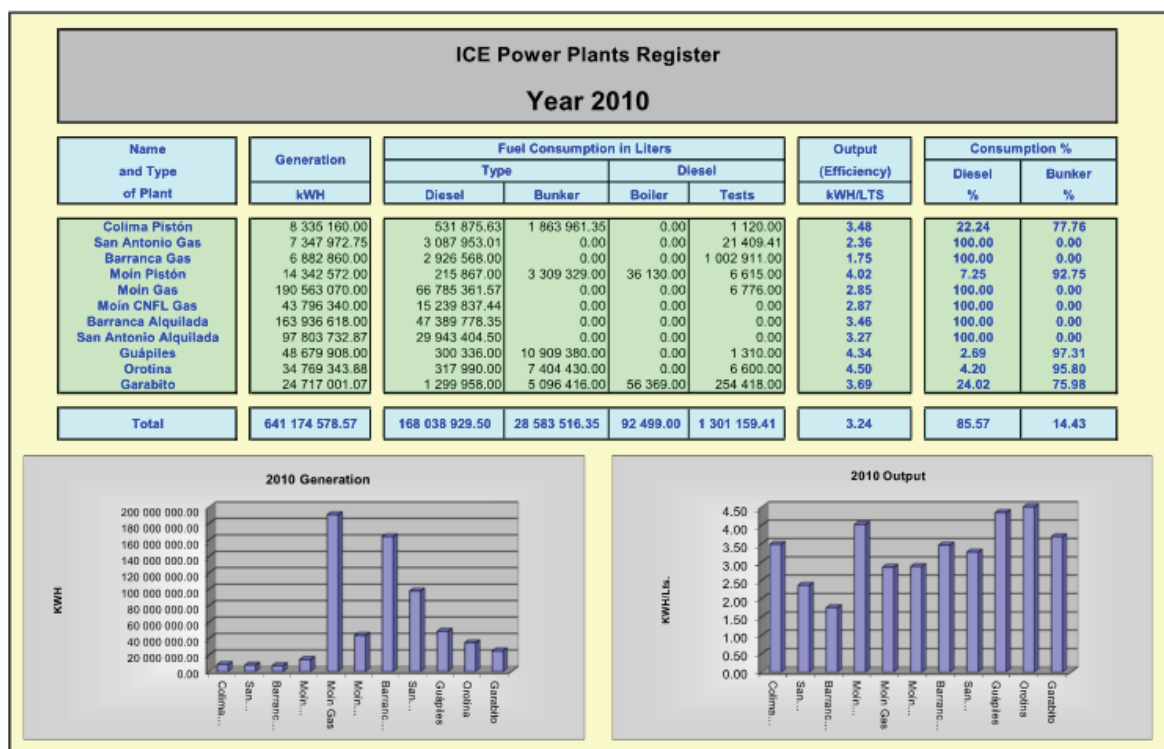 ICE Power Plants Register
Year 2010
Name and Type of Plant
Generation
kWH
Fuel Consumption in Liters
Type
Diesel
Diesel
Bunker
Boiler
Tests
Output (Efficiency)
kWH/LTS
Consumption %
Diesel %
Bunker %
Colima Pistón 8 335 160.00 531 875.63 1 863 961.35 0.00 1 120.00 3.48 22.24 77.76
San Antonio Gas 7 347 972.75 3 087 953.01 0.00 0.00 21 409.41 2.36 100.00 0.00
Barranca Gas 6 882 860.00 2 926 568.00 0.00 0.00 1 002 911.00 1.75 100.00 0.00
Moín Pistón 14 342 572.00 215 867.00 3 309 329.00 36 130.00 6 615.00 4.02 7.25 92.75
Moín Gas 190 563 070.00 66 785 361.57 0.00 0.00 6 776.00 2.85 100.00 0.00
Moín CNFL Gas 43 796 340.00 15 239 837.44 0.00 0.00 0.00 2.87 100.00 0.00
Barranca Alquilada 163 936 618.00 47 389 778.35 0.00 0.00 0.00 3.46 100.00 0.00
San Antonio Alquilada 97 803 732.87 29 943 404.50 0.00 0.00 0.00 3.27 100.00 0.00
Guápiles 48 679 908.00 300 336.00 10 909 380.00 0.00 1 310.00 4.34 2.69 97.31
Orotina 34 769 343.88 317 990.00 7 404 430.00 0.00 6 600.00 4.50 4.20 95.80
Garabito 24 717 001.07 1 299 958.00 5 096 416.00 56 369.00 254 418.00 3.69 24.02 75.98
Total 641 174 578.57 168 038 929.50 28 583 516.35 92 499.00 1 301 159.41 3.24 85.57 14.43
2010 Generation
KWH
200 000 000.00
180 000 000.00
160 000 000.00
140 000 000.00
120 000 000.00
100 000 000.00
80 000 000.00
60 000 000.00
40 000 000.00
20 000 000.00
0.00
Colima...
San...
Barranc...
Moín...
Moín Gas
Moín...
Barranc...
San...
Guápiles
Orotina
Garabito
2010 Output
KWH/Lts.
4.50
4.00
3.50
3.00
2.50
2.00
1.50
1.00
0.50
0.00
Colima...
San...
Barranc...
Moín...
Moín Gas
Moín...
Barranc...
San...
Guápiles
Orotina
Garabito